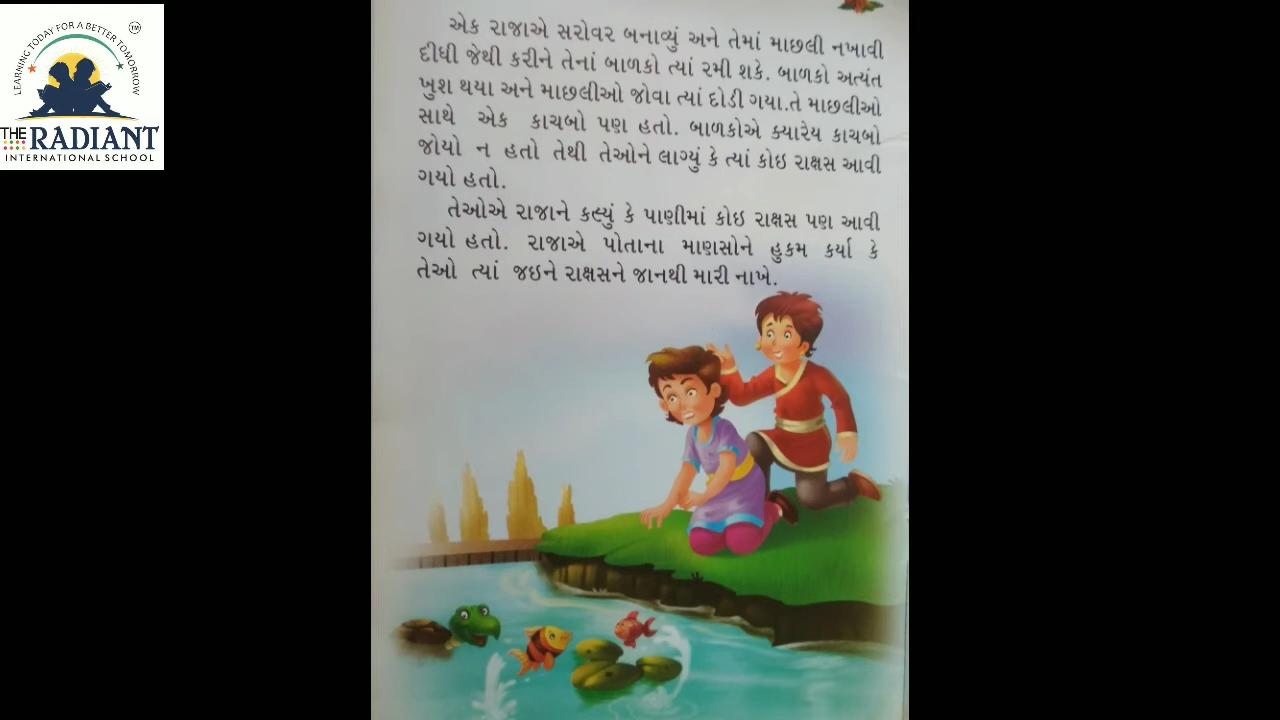 LEARNING TODAY FOR A BETTER TOMORROW
TM
THE RADIANT
INTERNATIONAL SCHOOL
એક રાજાએ સરોવર બનાવ્યું અને તેમાં માછલી નખાવી
દીધી જેથી કરીને તેનાં બાળકો ત્યાં રમી શકે. બાળકો અત્યંત
ખુશ થયા અને માછલીઓ જોવા ત્યાં દોડી ગયા.તે માછલીઓ
સાથે એક કાચબો પણ હતો. બાળકોએ ક્યારેય કાચબો
જોયો ન હતો તેથી તેઓને લાગ્યું કે ત્યાં કોઇ રાક્ષસ આવી
ગયો હતો.
તેઓએ રાજાને કહ્યું કે પાણીમાં કોઇ રાક્ષસ પણ આવી
ગયો હતો. રાજાએ પોતાના માણસોને હુકમ કર્યા કે
તેઓ ત્યાં જઇને રાક્ષસને જાનથી મારી નાખે.